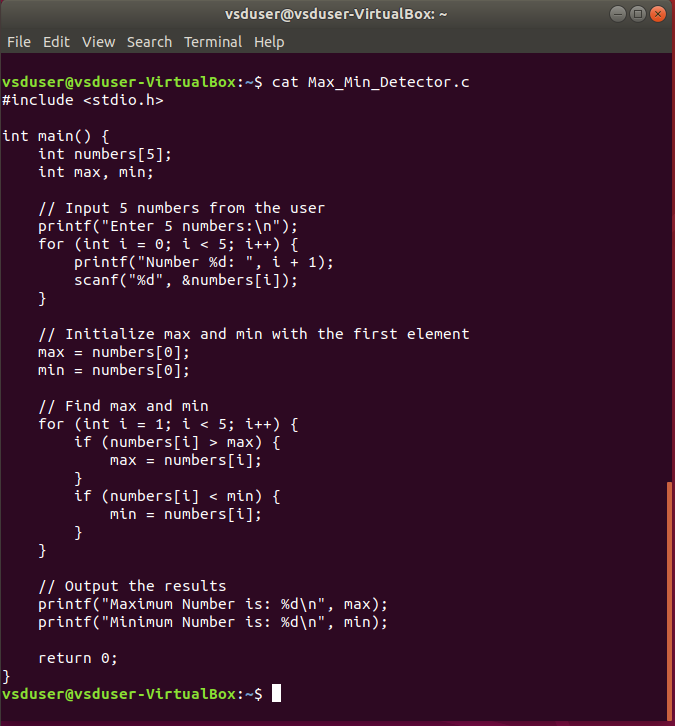 vsduser@vsduser-VirtualBox: ~
File Edit View Search Terminal Help
vsduser@vsduser-VirtualBox:~$ cat Max_Min_Detector.c
#include <stdio.h>

int main() {
    int numbers[5];
    int max, min;

    // Input 5 numbers from the user
    printf("Enter 5 numbers:\n");
    for (int i = 0; i < 5; i++) {
        printf("Number %d: ", i + 1);
        scanf("%d", &numbers[i]);
    }

    // Initialize max and min with the first element
    max = numbers[0];
    min = numbers[0];

    // Find max and min
    for (int i = 1; i < 5; i++) {
        if (numbers[i] > max) {
            max = numbers[i];
        }
        if (numbers[i] < min) {
            min = numbers[i];
        }
    }

    // Output the results
    printf("Maximum Number is: %d\n", max);
    printf("Minimum Number is: %d\n", min);

    return 0;
}
vsduser@vsduser-VirtualBox:~$